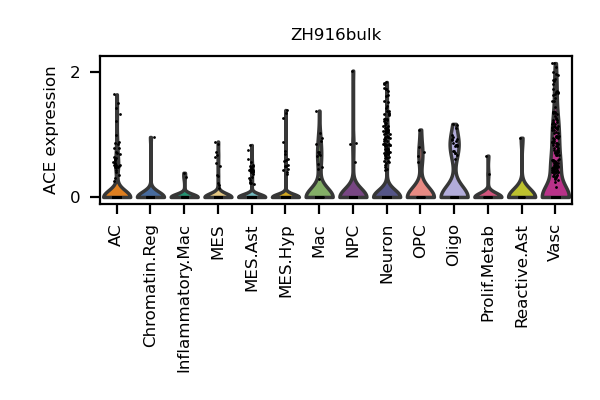 ZH916bulk
ACE expression
2
0
AC
Chromatin.Reg
Inflammatory.Mac
MES
MES.Ast
MES.Hyp
Mac
NPC
Neuron
OPC
Oligo
Prolif.Metab
Reactive.Ast
Vasc